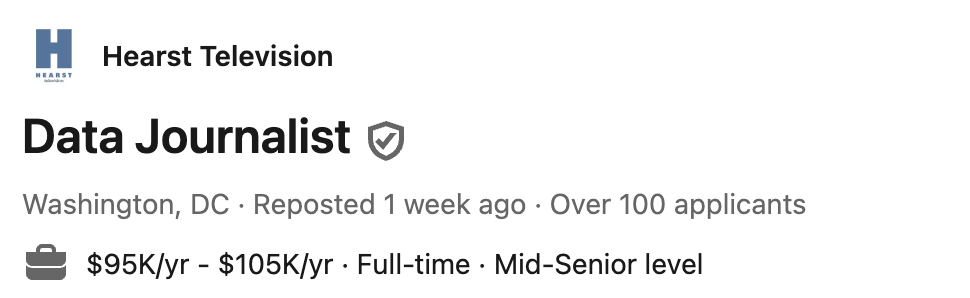 H
HEARST
Hearst Television
Data Journalist
Washington, DC · Reposted 1 week ago · Over 100 applicants
$95K/yr - $105K/yr · Full-time · Mid-Senior level